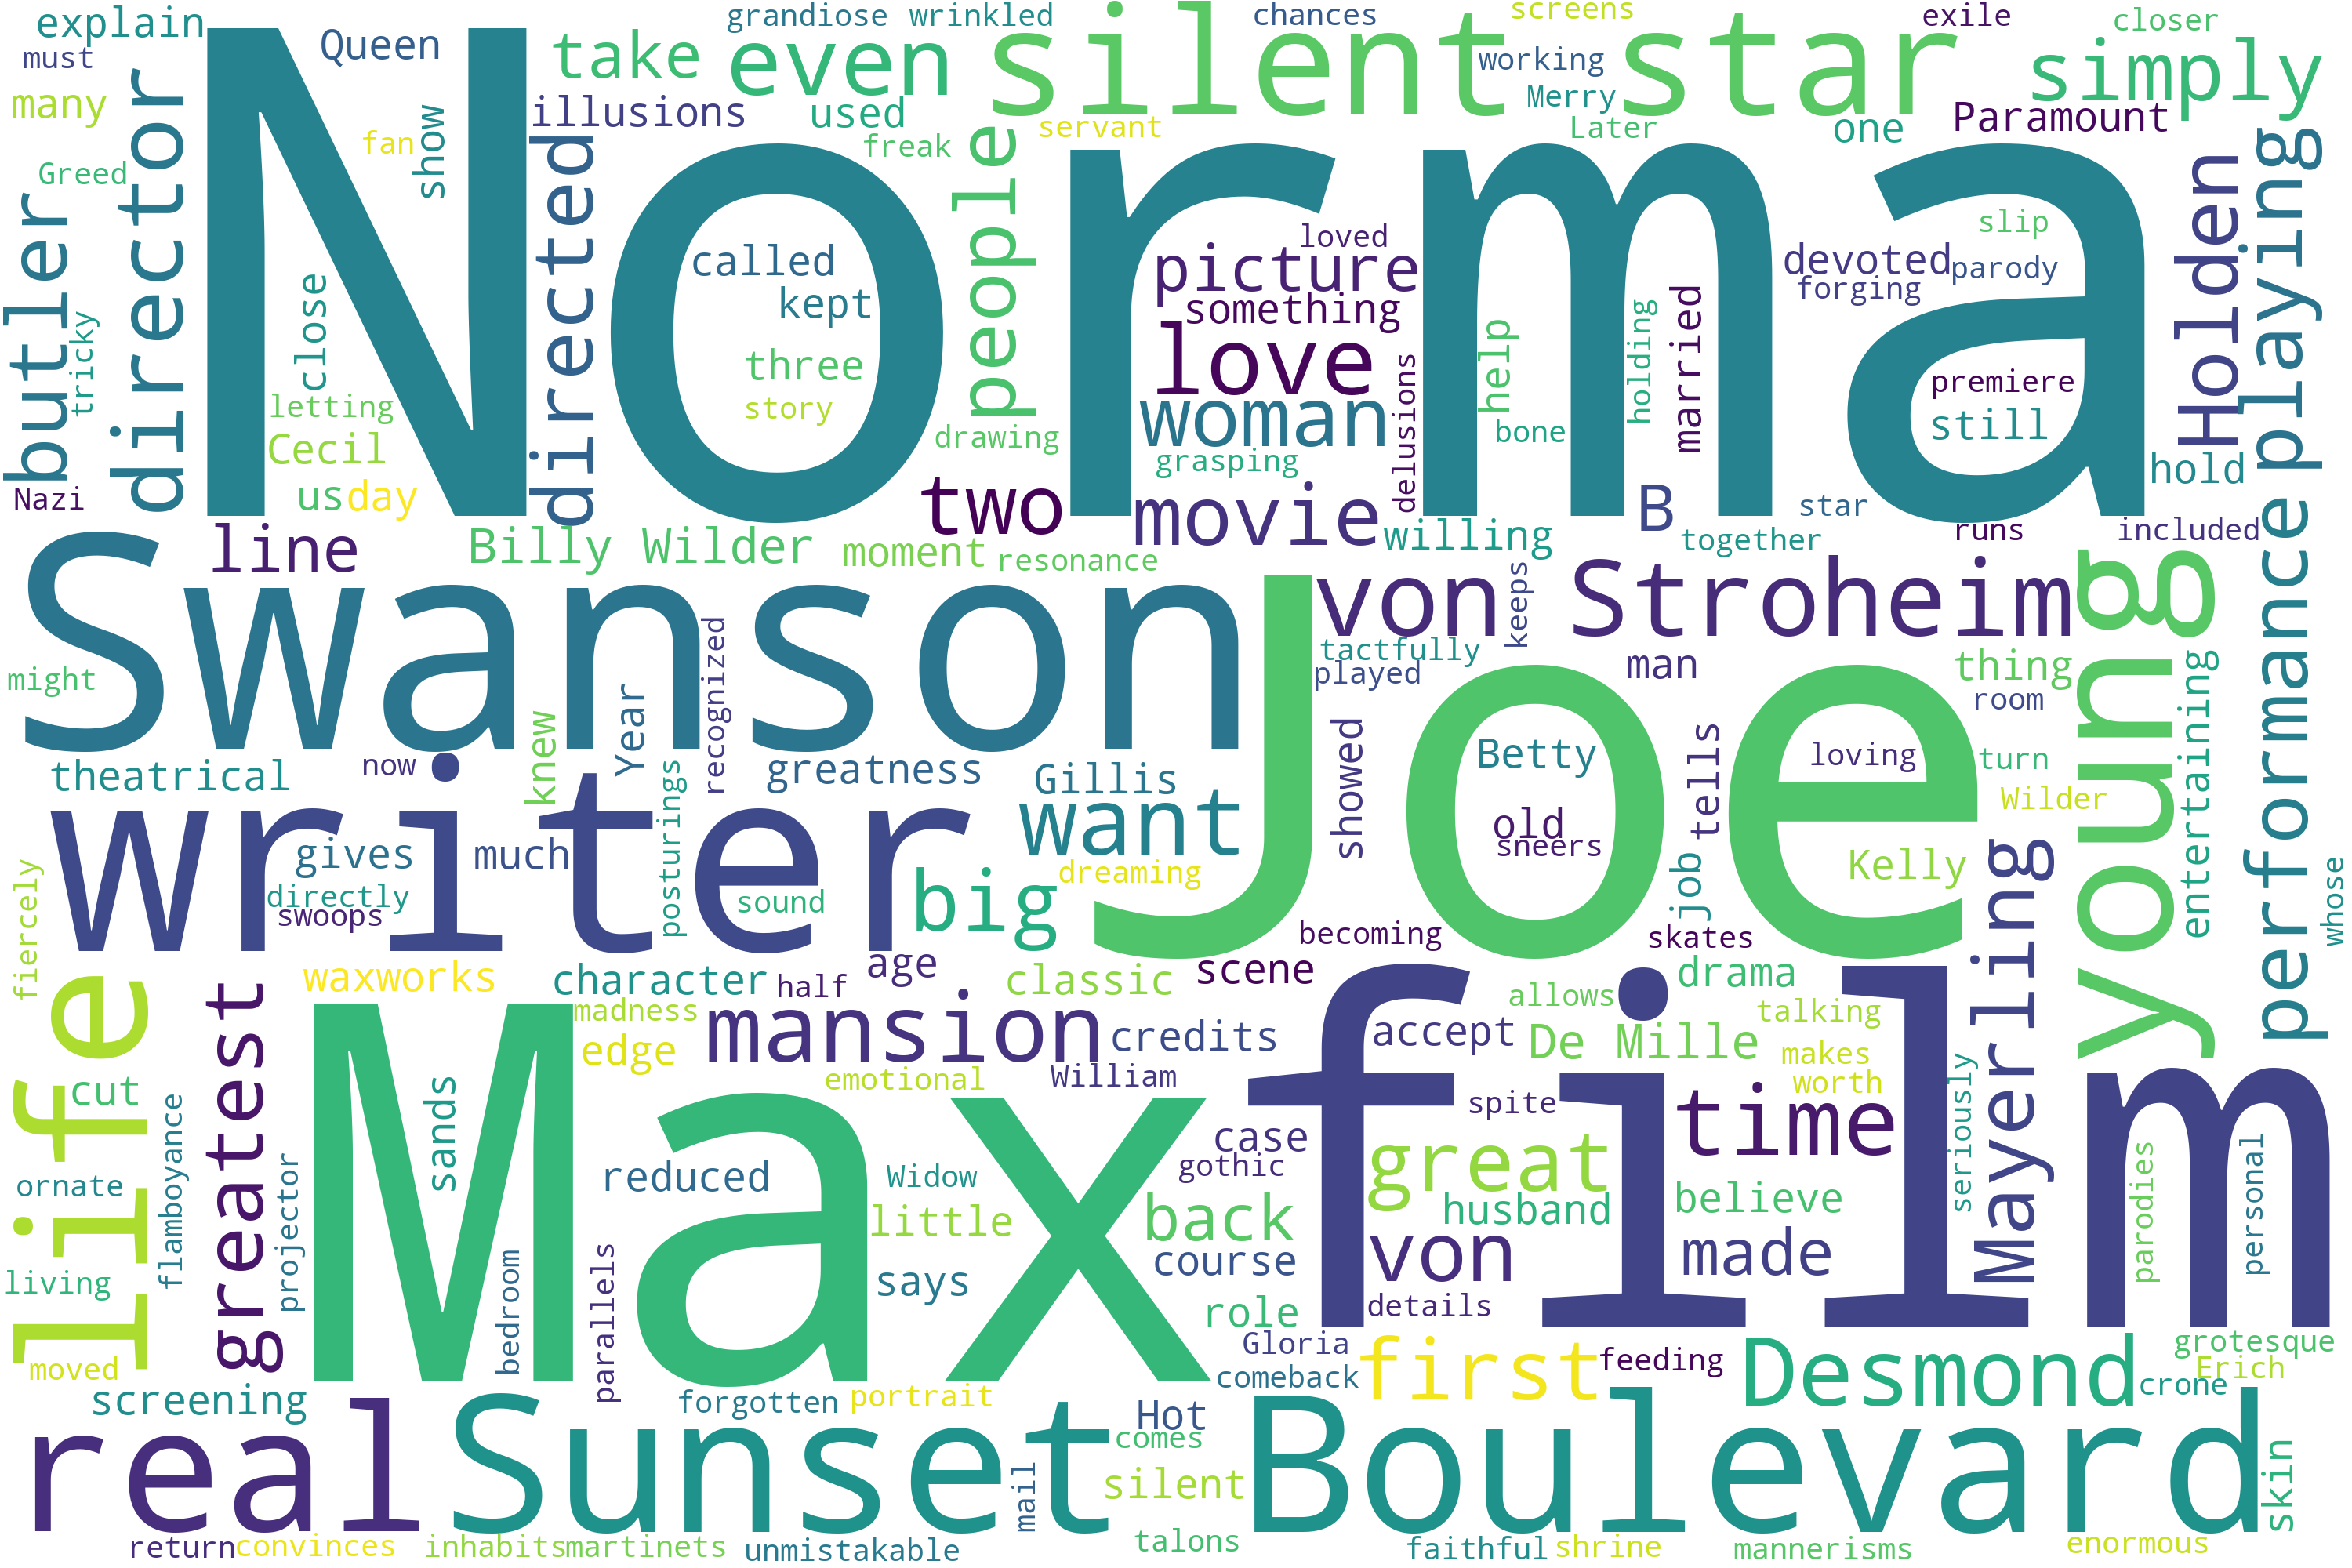 explain
Queen
grandiose
wrinkled
chances
screens
exile
closer
must
take
even
silent star
working
simply
many
illusions
used
Merry
Paramount
fan
show
servant
Later
one
Greed
freak
director
directed
people
Norma
butler
tricky
close
called
kept
three
story
loved
picture
something
love
woman
drawing
grasping
delusions
help
bone
holding
married
devoted
forging
slip
parody
premiere
still
Holden
playing
letting
Cecil
us
day
Nazi
hold
two
movie
willing
B
star
together
runs
included
line
Billy Wilder
moment
resonance
Swanson
von Stroheim
keeps
tactfully
played
man
thing
room
young
performance
might
recognized
knew
Year
theatrical
now
greatness
Gillis
showed
Betty
tells
loving
turn
Wilder
entertaining
Joe
writer
want
old
sneers
gives
much
posturings
dreaming
job
Kelly
directly
swoops
sound
big
whose
fiercely
becoming
skates
Mayerling
life
waxworks
character
half
age
classic
scene
drama
greatest
madness
mansion
credits
accept
allows
De Mille
talking
edge
emotional
William
makes
worth
cut
sands
Max
film
spite
time
seriously
flamboyance
case
gothic
great
ornate
projector
reduced
Widow
little
back
husband
believe
parodies
personal
living
bedroom
parallels
says
course
von
made
role
details
moved
Gloria
comeback
first
feeding
Desmond
grotesque
Erich
crone
screening
forgotten
portrait
Hot
real
Sunset Boulevard
comes
mail
silent
skin
return
convinces
inhabits
martinets
unmistakable
talons
faithful
shrine
mannerisms
enormous